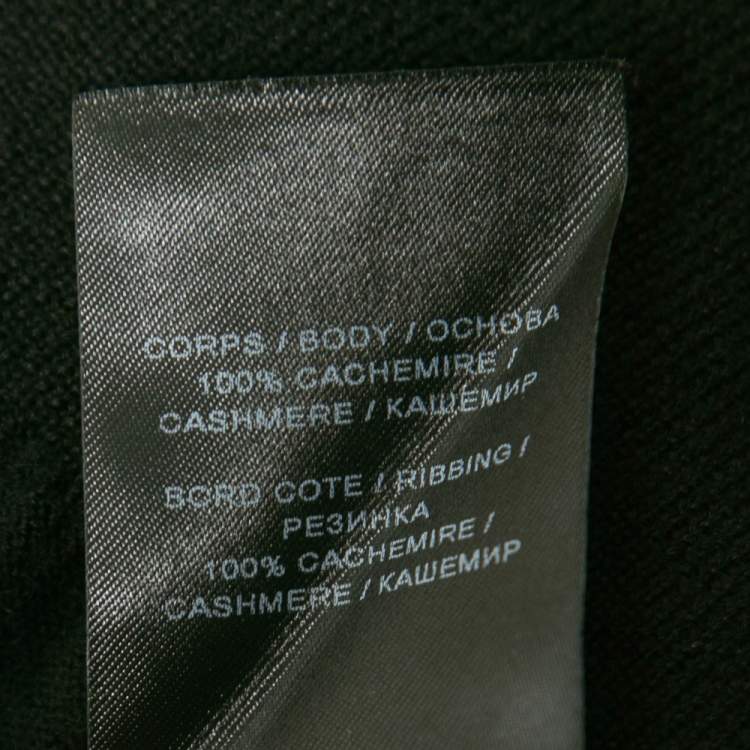 CORPS / BODY / ОСНОВА
100% CACHEMIRE /
CASHMERE / КАШЕМИР
BORD COTE / RIBBING /
РЕЗИНКА
100% CACHEMIRE /
CASHMERE / КАШЕМИР